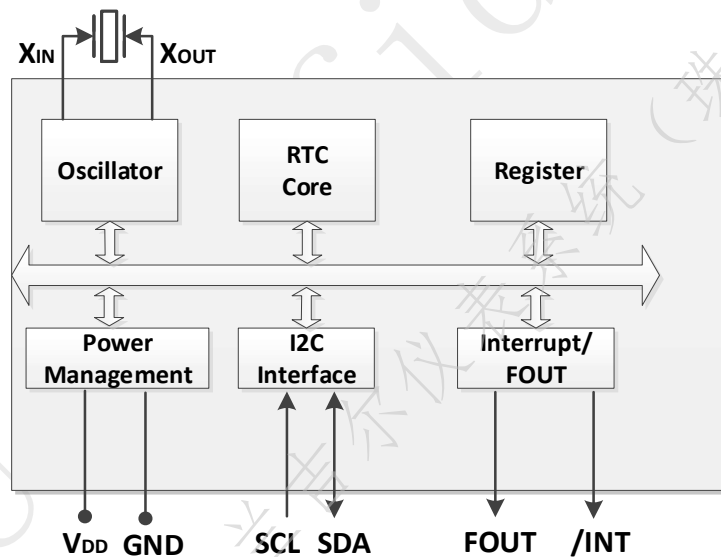 XIN XOUT
Oscillator
RTC
Core
Register
Power
Management
I2C
Interface
Interrupt/
FOUT
VDD GND SCL SDA FOUT /INT